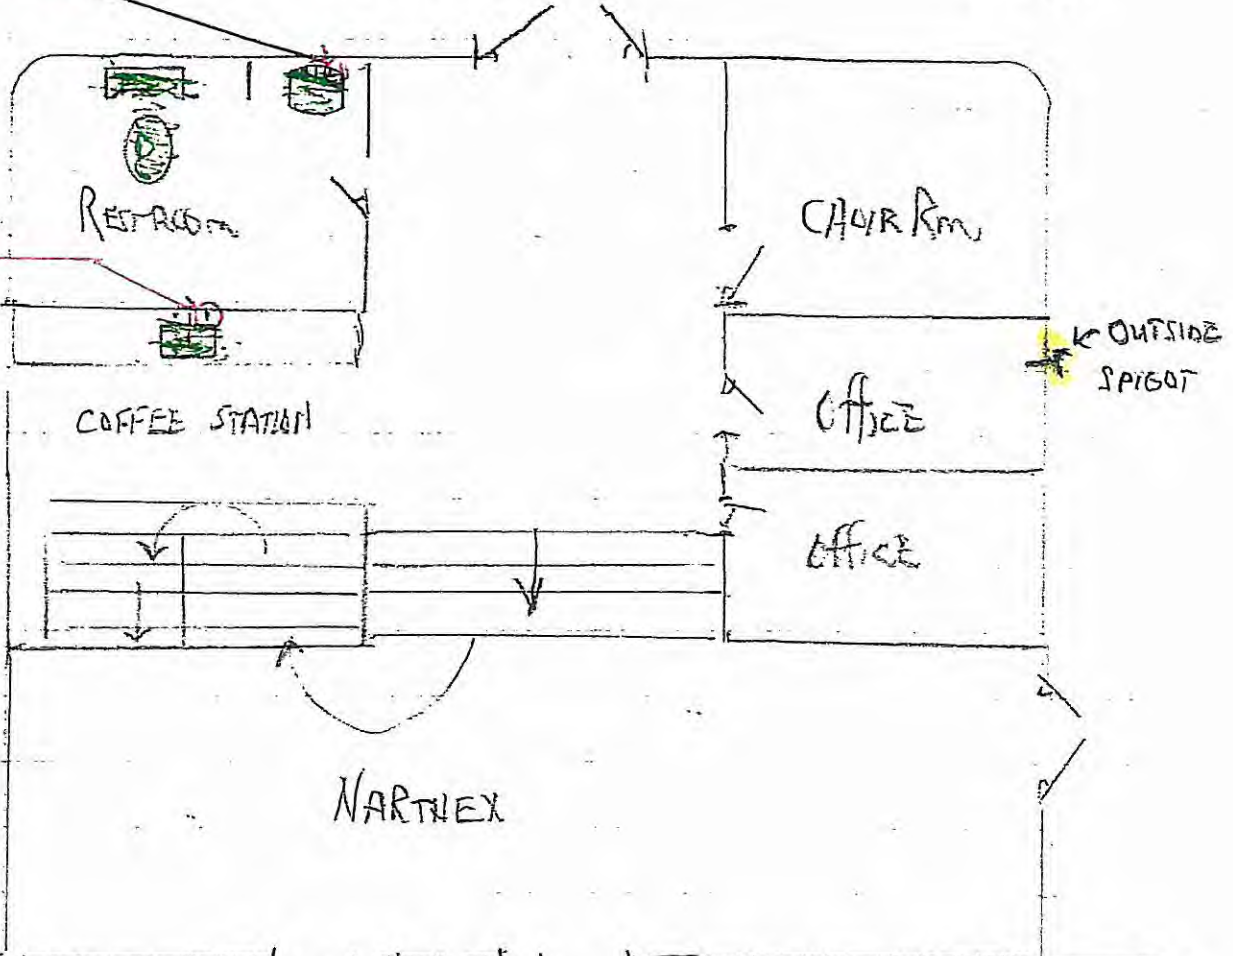 RESTROOM
CHOIR Rm.
OUTSIDE
SPIGOT
COFFEE STATION
OFFICE
OFFICE
NARTHEX